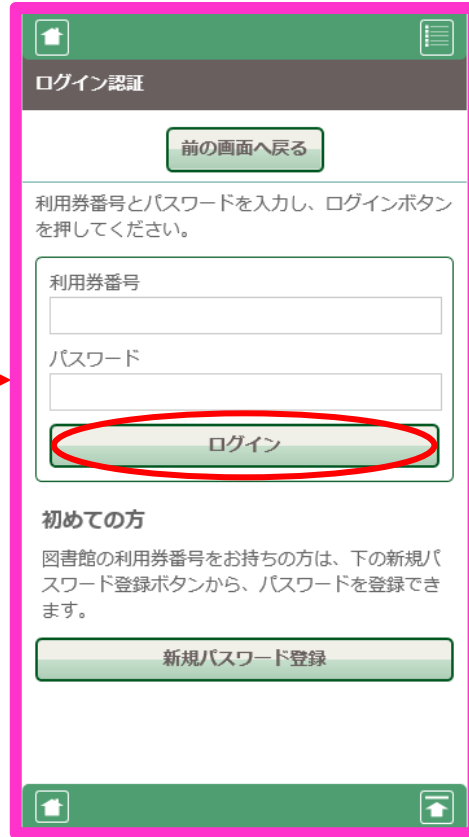 ログイン認証
前の画面へ戻る
利用券番号とパスワードを入力し、ログインボタン
を押してください。
利用券番号
パスワード
ログイン
初めての方
図書館の利用券番号をお持ちの方は、下の新規パ
スワード登録ボタンから、パスワードを登録でき
ます。
新規パスワード登録